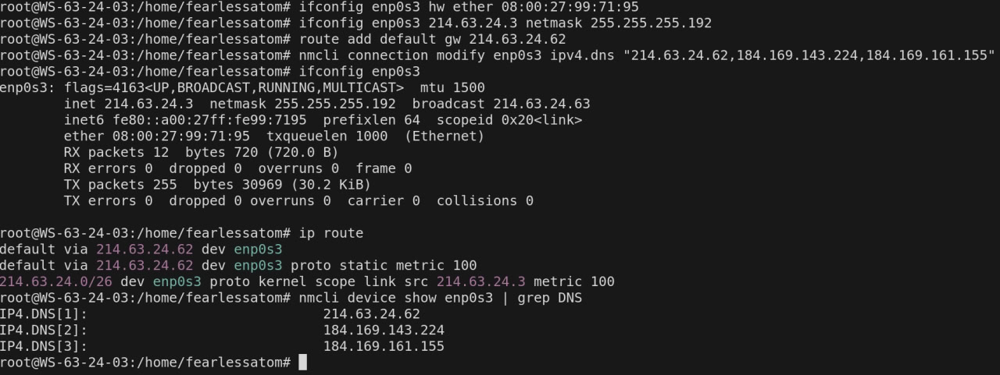 root@WS-63-24-03:/home/fearlessatom# ifconfig enp0s3 hw ether 08:00:27:99:71:95
root@WS-63-24-03:/home/fearlessatom# ifconfig enp0s3 214.63.24.3 netmask 255.255.255.192
root@WS-63-24-03:/home/fearlessatom# route add default gw 214.63.24.62
root@WS-63-24-03:/home/fearlessatom# nmcli connection modify enp0s3 ipv4.dns "214.63.24.62,184.169.143.224,184.169.161.155"
root@WS-63-24-03:/home/fearlessatom# ifconfig enp0s3
enp0s3: flags=4163<UP,BROADCAST,RUNNING,MULTICAST>  mtu 1500
        inet 214.63.24.3  netmask 255.255.255.192  broadcast 214.63.24.63
        inet6 fe80::a00:27ff:fe99:7195  prefixlen 64  scopeid 0x20<link>
        ether 08:00:27:99:71:95  txqueuelen 1000  (Ethernet)
        RX packets 12  bytes 720 (720.0 B)
        RX errors 0  dropped 0  overruns 0  frame 0
        TX packets 255  bytes 30969 (30.2 KiB)
        TX errors 0  dropped 0 overruns 0  carrier 0  collisions 0

root@WS-63-24-03:/home/fearlessatom# ip route
default via 214.63.24.62 dev enp0s3
default via 214.63.24.62 dev enp0s3 proto static metric 100
214.63.24.0/26 dev enp0s3 proto kernel scope link src 214.63.24.3 metric 100
root@WS-63-24-03:/home/fearlessatom# nmcli device show enp0s3 | grep DNS
IP4.DNS[1]:                             214.63.24.62
IP4.DNS[2]:                             184.169.143.224
IP4.DNS[3]:                             184.169.161.155
root@WS-63-24-03:/home/fearlessatom#